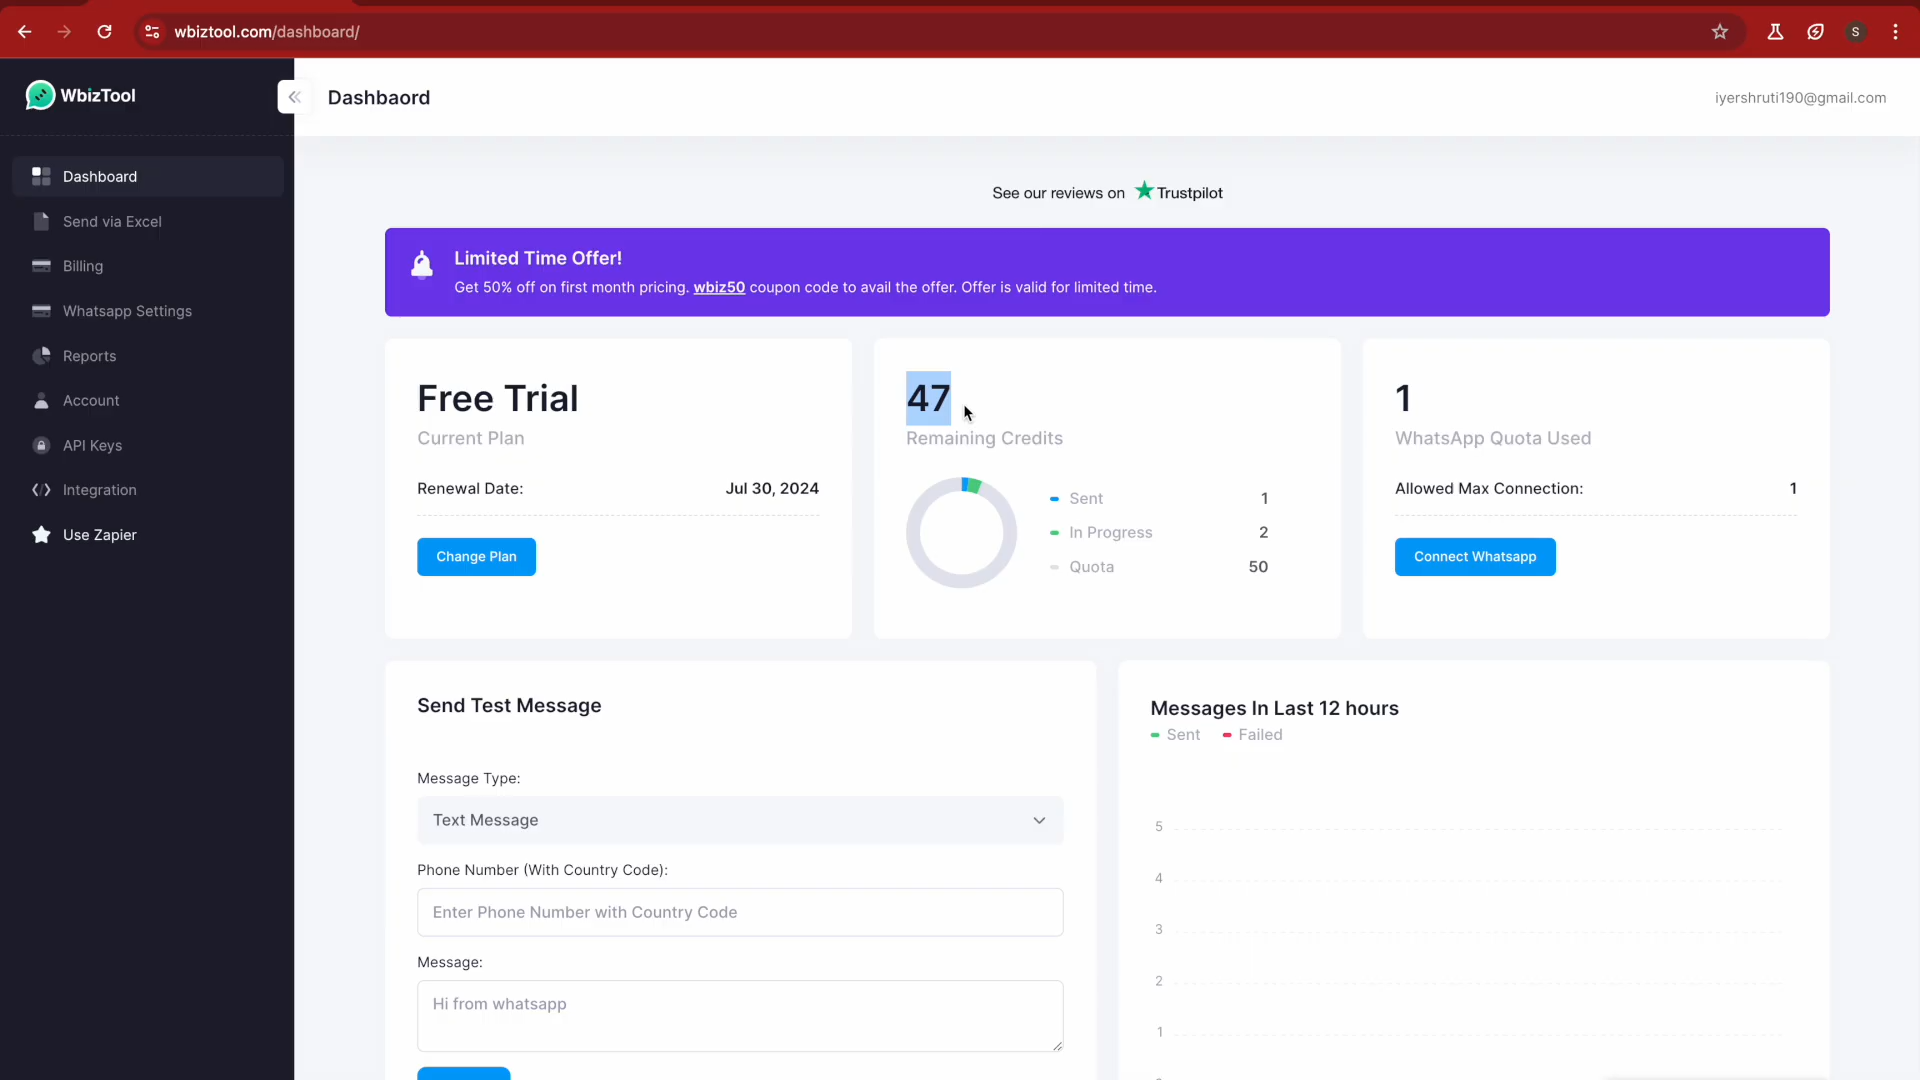 wbiztool.com/dashboard/
S
WbizTool
Dashbaord
iyershruti190@gmail.com
Dashboard
Send via Excel
Billing
Whatsapp Settings
Reports
Account
API Keys
Integration
Use Zapier
See our reviews on Trustpilot
Limited Time Offer!
Get 50% off on first month pricing. wbiz50 coupon code to avail the offer. Offer is valid for limited time.
Free Trial
Current Plan
Renewal Date: Jul 30, 2024
Change Plan
47
Remaining Credits
Sent 1
In Progress 2
Quota 50
1
WhatsApp Quota Used
Allowed Max Connection: 1
Connect Whatsapp
Send Test Message
Message Type:
Text Message
Phone Number (With Country Code):
Enter Phone Number with Country Code
Message:
Hi from whatsapp
Messages In Last 12 hours
Sent Failed
5
4
3
2
1